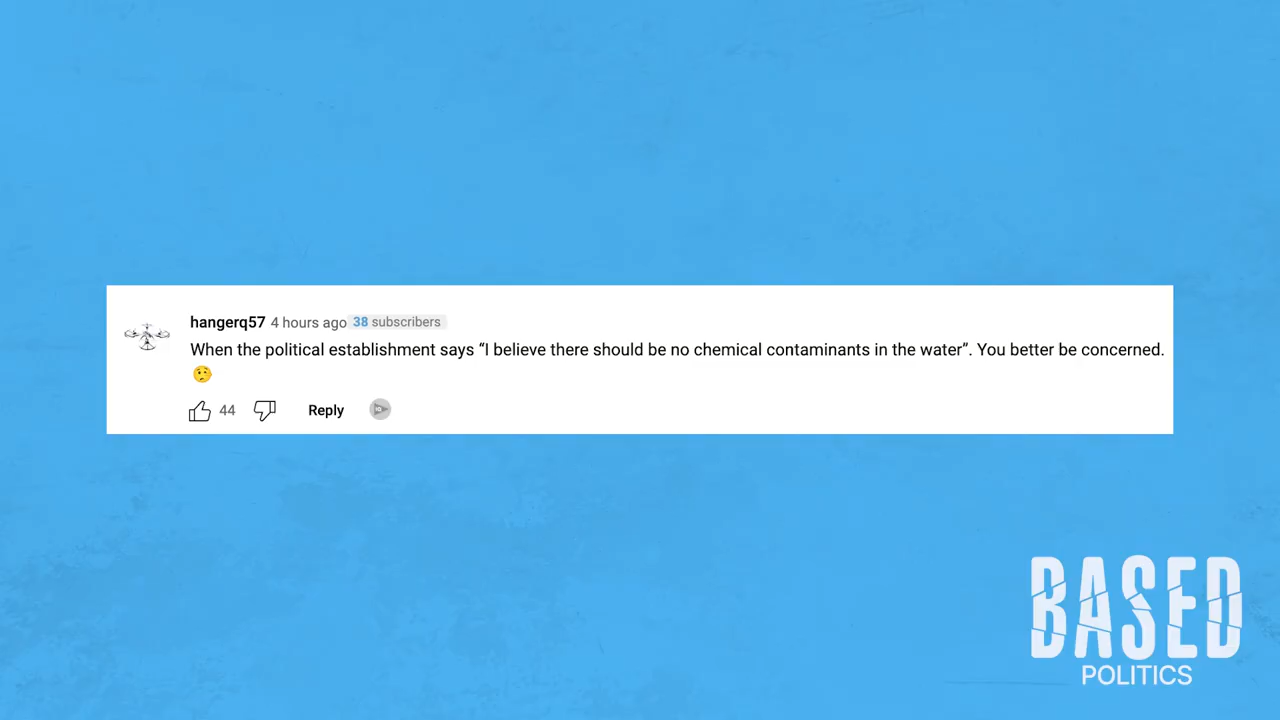 hangerq57 4 hours ago 38 subscribers
When the political establishment says “I believe there should be no chemical contaminants in the water”. You better be concerned.
🤨
44 Reply
BASED
POLITICS